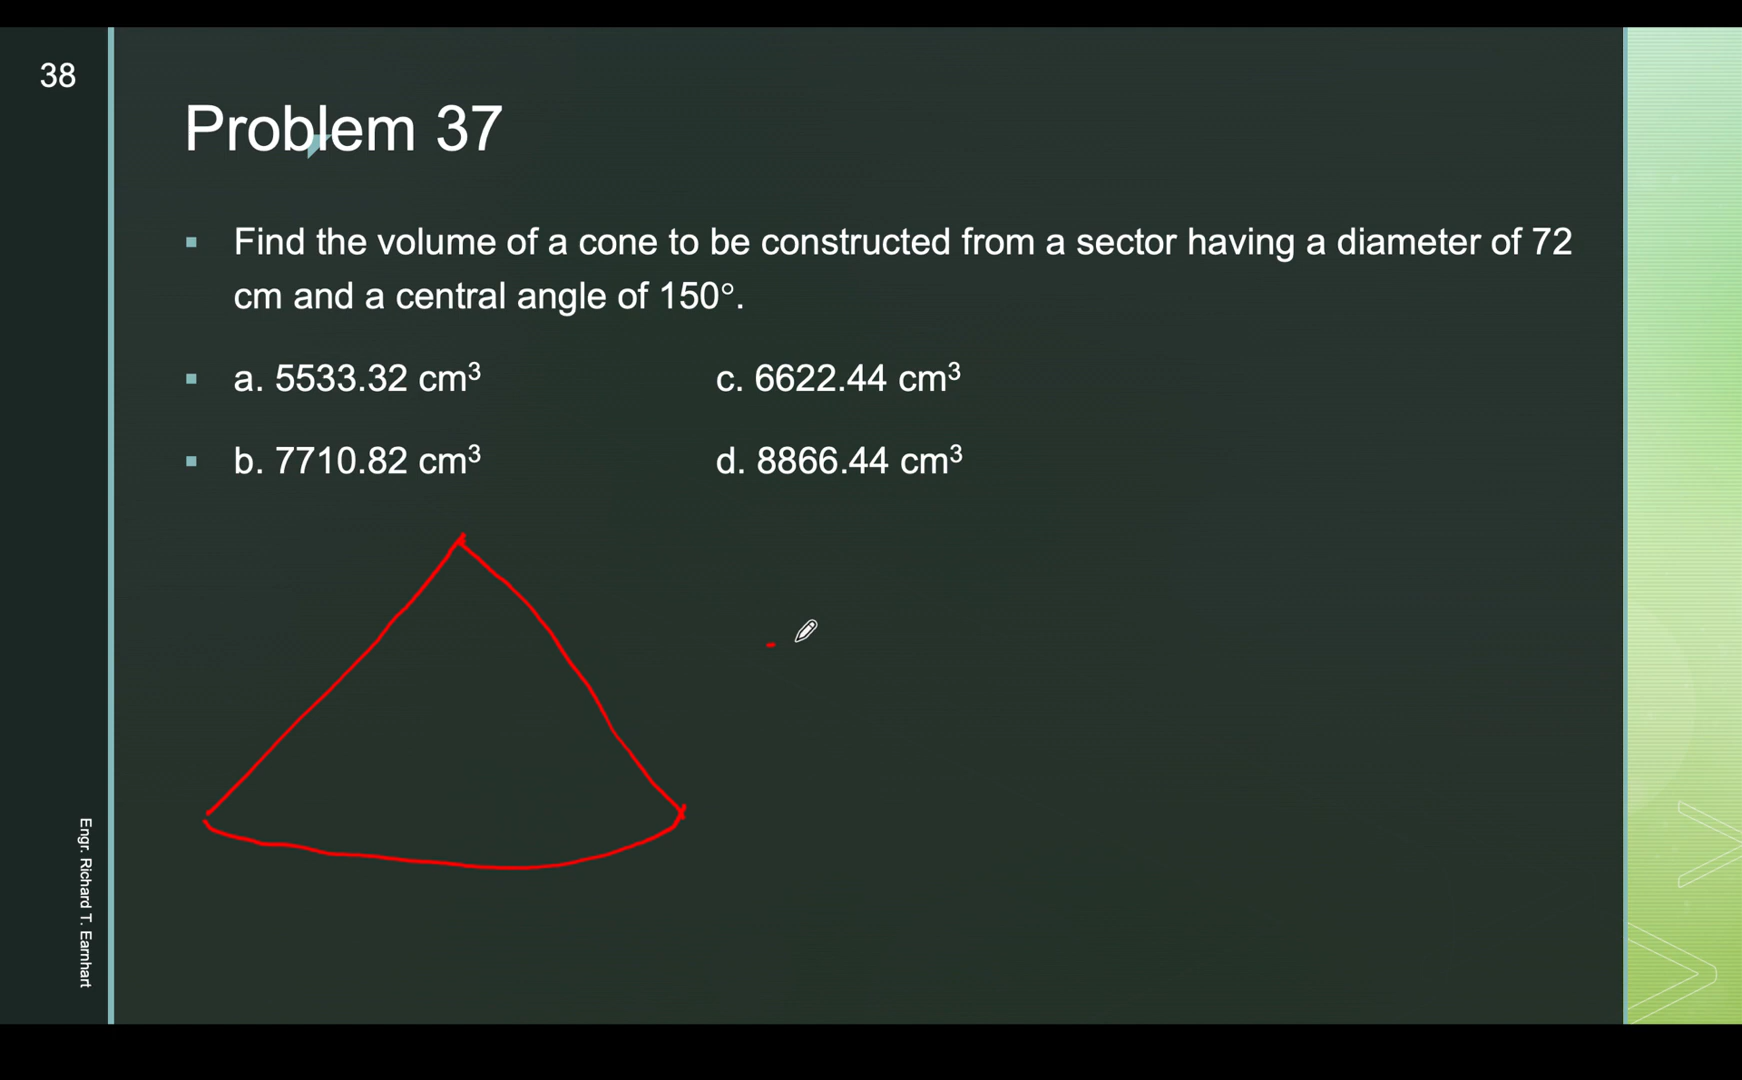 38
Problem 37
Find the volume of a cone to be constructed from a sector having a diameter of 72
cm and a central angle of 150°.
a. 5533.32 cm³
c. 6622.44 cm³
b. 7710.82 cm³
d. 8866.44 cm³
Engr. Richard T. Earnhart